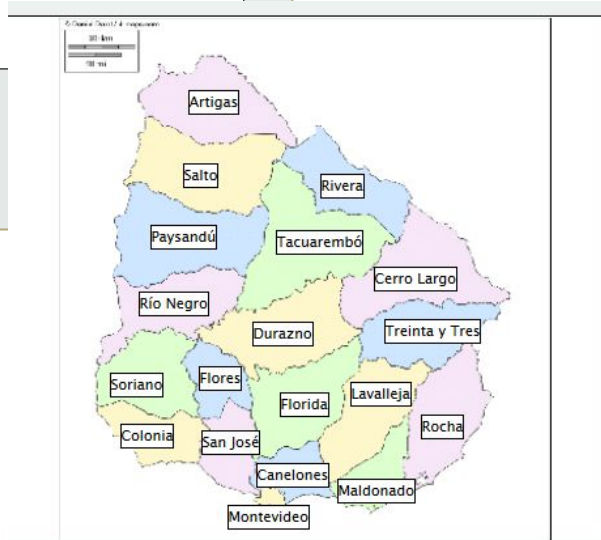 Artigas
Salto
Rivera
Paysandú
Tacuarembó
Cerro Largo
Río Negro
Durazno
Treinta y Tres
Soriano
Flores
Florida
Lavalleja
Colonia
San José
Rocha
Canelones
Maldonado
Montevideo